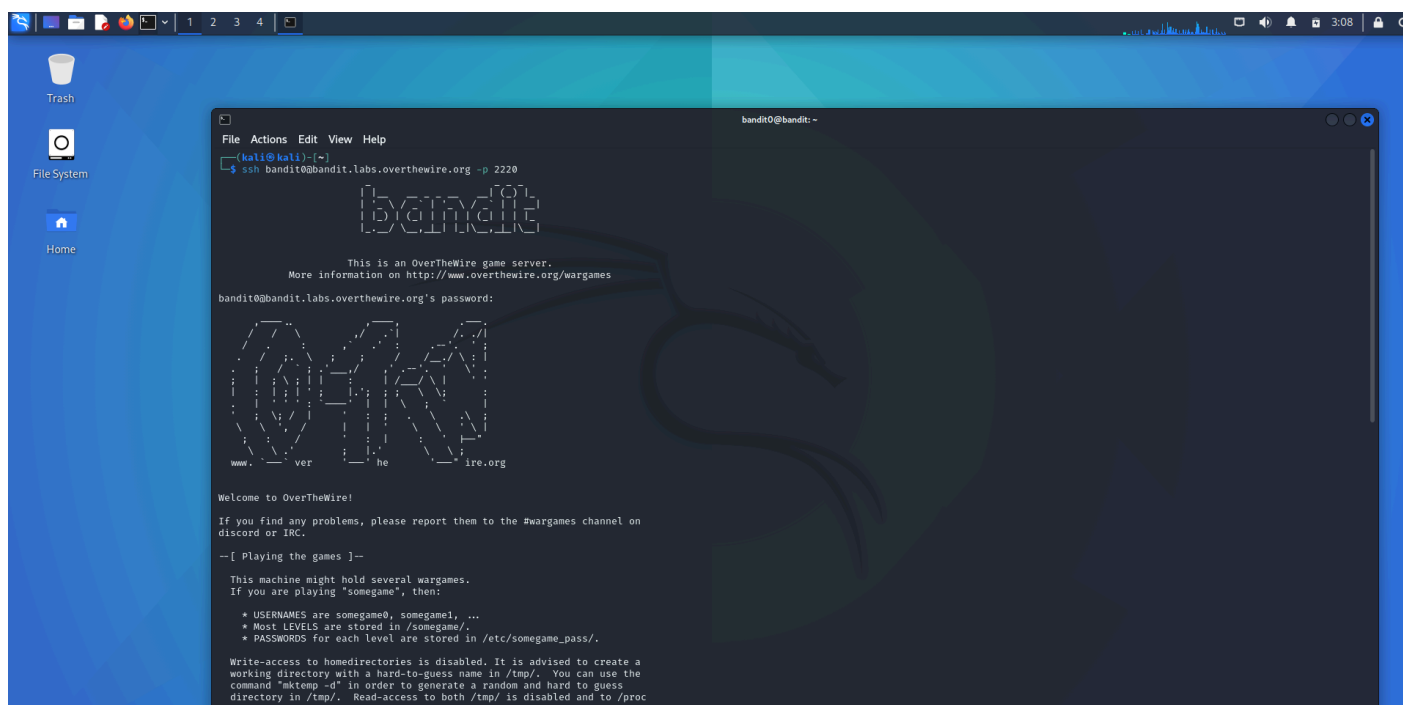 1 2 3 4
3:08
Trash
File System
Home
bandit0@bandit: ~
File Actions Edit View Help
(kali㉿kali)-[~]
$ ssh bandit0@bandit.labs.overthewire.org -p 2220
bandit
This is an OverTheWire game server.
More information on http://www.overthewire.org/wargames
bandit0@bandit.labs.overthewire.org's password:
www. ver he ire.org
Welcome to OverTheWire!
If you find any problems, please report them to the #wargames channel on
discord or IRC.
--[ Playing the games ]--
This machine might hold several wargames.
If you are playing "somegame", then:
* USERNAMES are somegame0, somegame1, ...
* Most LEVELS are stored in /somegame/.
* PASSWORDS for each level are stored in /etc/somegame_pass/.
Write-access to homedirectories is disabled. It is advised to create a
working directory with a hard-to-guess name in /tmp/. You can use the
command "mktemp -d" in order to generate a random and hard to guess
directory in /tmp/. Read-access to both /tmp/ is disabled and to /proc